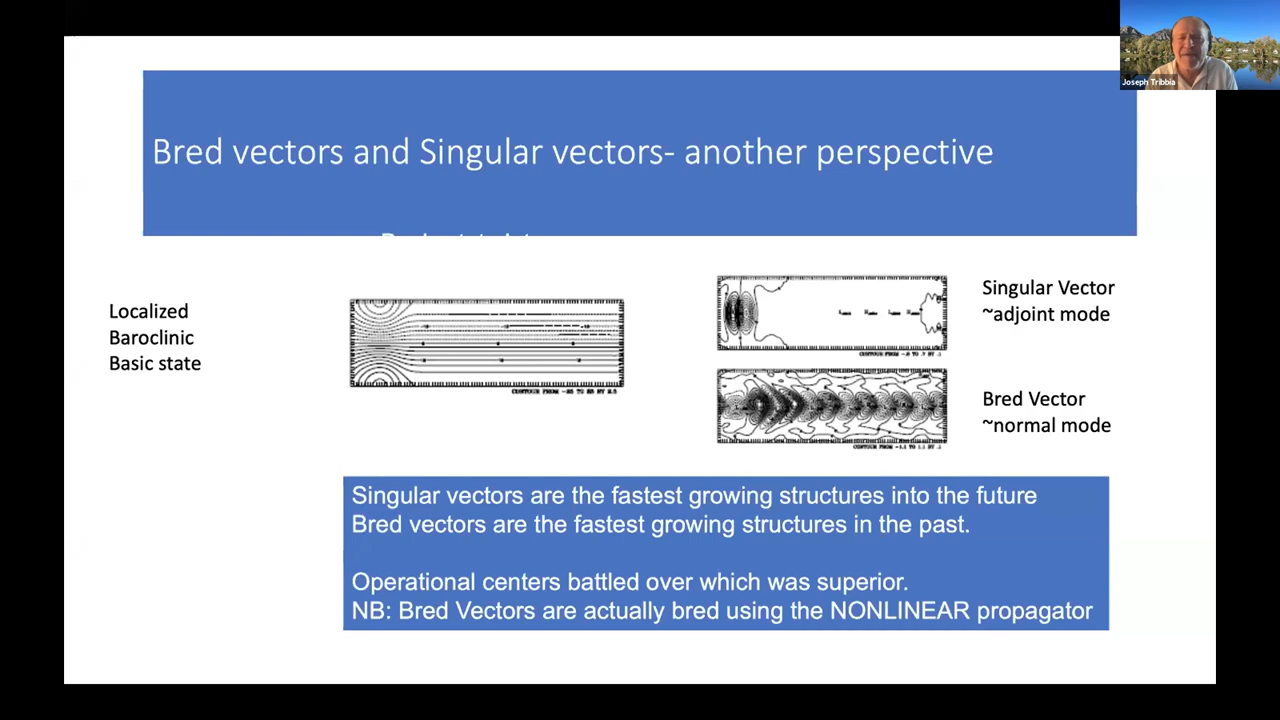 Joseph Tribbia
Bred vectors and Singular vectors- another perspective
Localized
Baroclinic
Basic state
Singular Vector
~adjoint mode
Bred Vector
~normal mode
Singular vectors are the fastest growing structures into the future
Bred vectors are the fastest growing structures in the past.
Operational centers battled over which was superior.
NB: Bred Vectors are actually bred using the NONLINEAR propagator